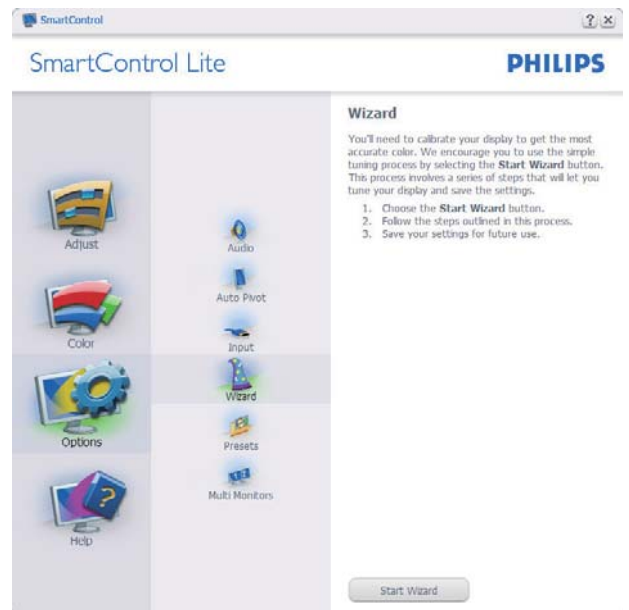 SmartControl
? ×
SmartControl Lite
PHILIPS
Adjust
Color
Options
Help
Audio
Auto Pivot
Input
Wizard
Presets
Multi Monitors
Wizard
You'll need to calibrate your display to get the most
accurate color. We encourage you to use the simple
tuning process by selecting the Start Wizard button.
This process involves a series of steps that will let you
tune your display and save the settings.
1. Choose the Start Wizard button.
2. Follow the steps outlined in this process.
3. Save your settings for future use.
Start Wizard